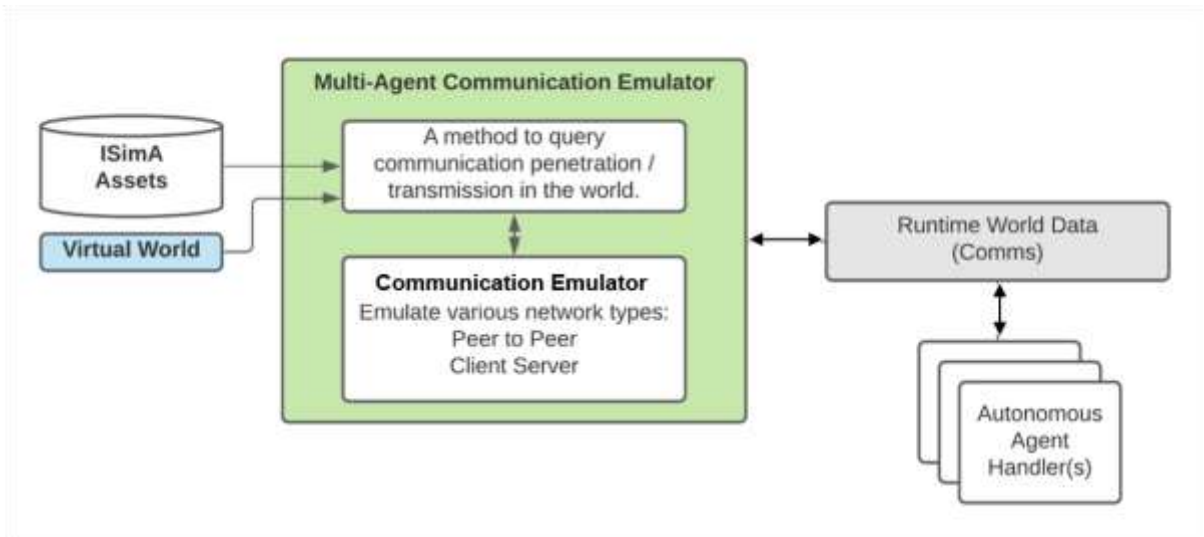 Multi-Agent Communication Emulator
ISimA
Assets
Virtual World
A method to query
communication penetration /
transmission in the world.
Communication Emulator
Emulate various network types:
Peer to Peer
Client Server
Runtime World Data
(Comms)
Autonomous
Agent
Handler(s)